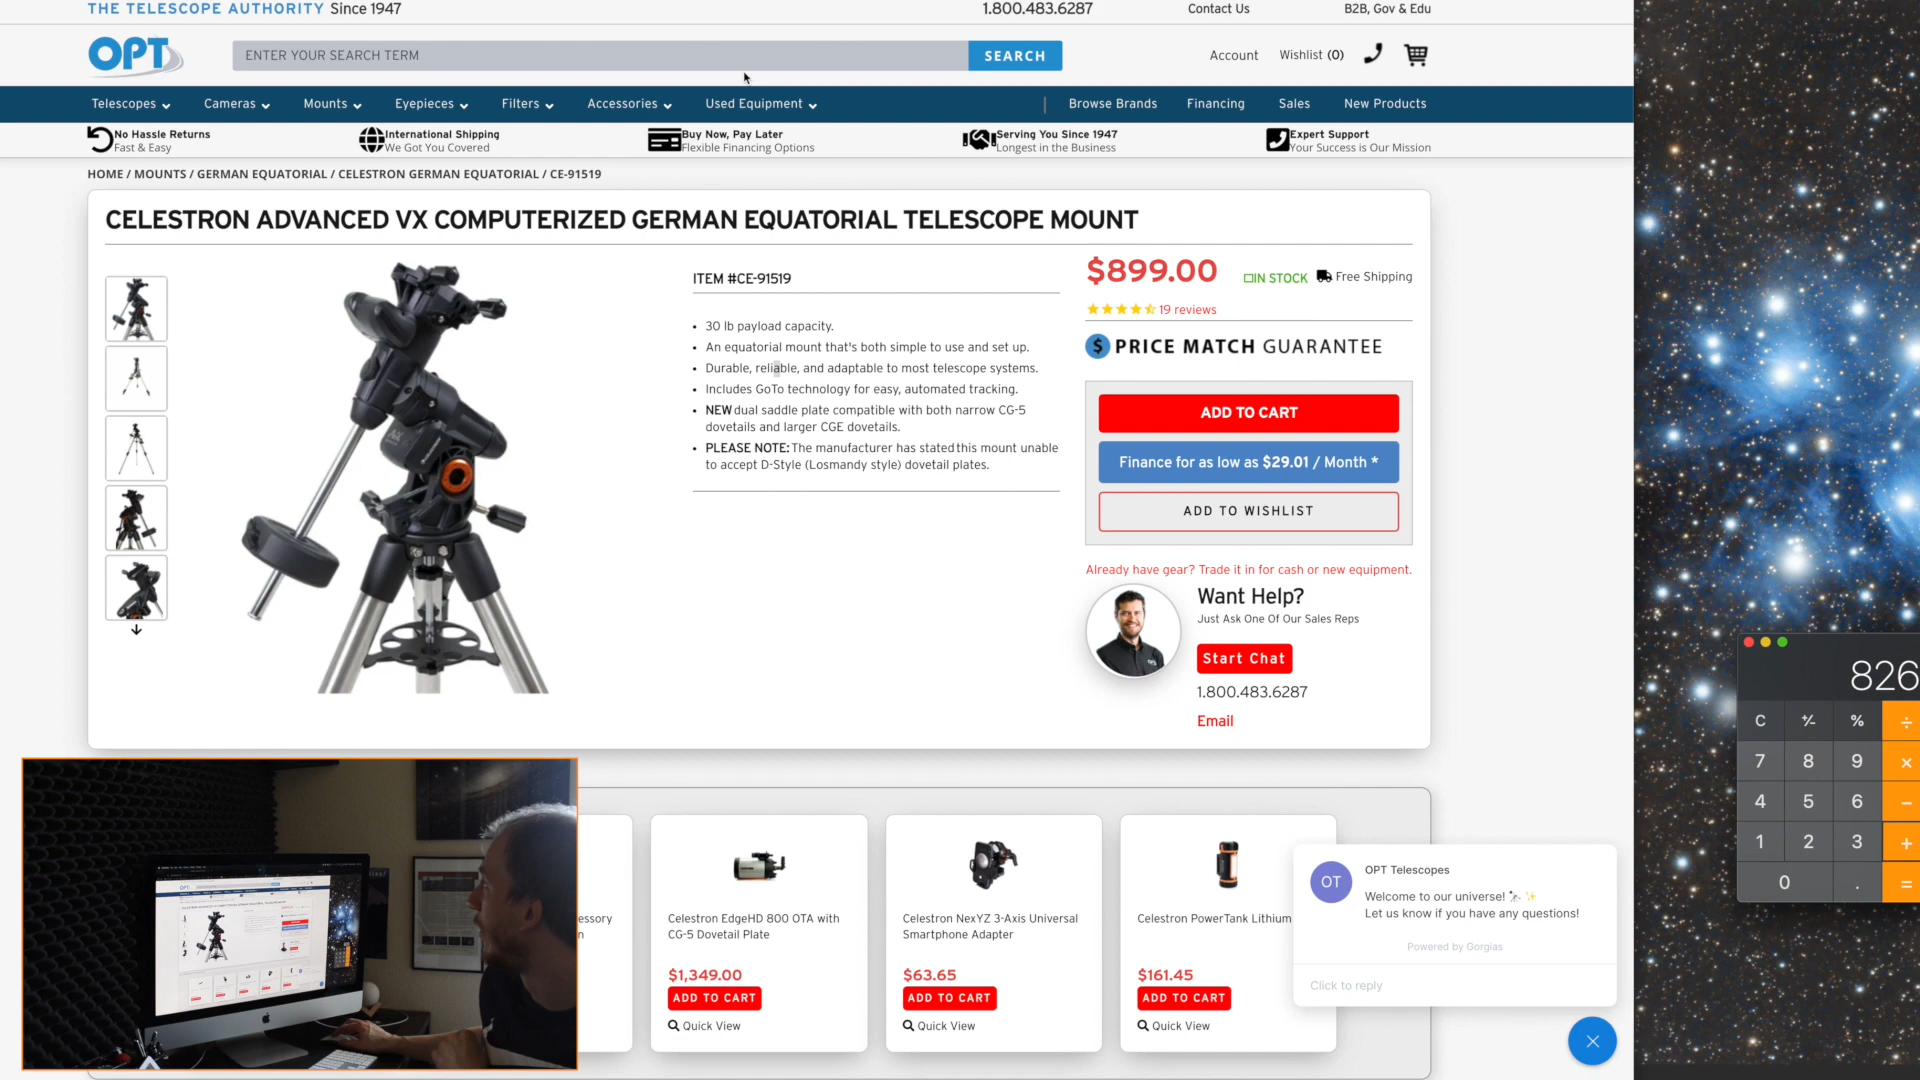 THE TELESCOPE AUTHORITY Since 1947
1.800.483.6287
Contact Us
B2B, Gov & Edu
OPT
ENTER YOUR SEARCH TERM
SEARCH
Account
Wishlist (0)
Telescopes
Cameras
Mounts
Eyepieces
Filters
Accessories
Used Equipment
Browse Brands
Financing
Sales
New Products
No Hassle Returns
Fast & Easy
International Shipping
We Got You Covered
Buy Now, Pay Later
Flexible Financing Options
Serving You Since 1947
Longest in the Business
Expert Support
Your Success is Our Mission
HOME / MOUNTS / GERMAN EQUATORIAL / CELESTRON GERMAN EQUATORIAL / CE-91519
CELESTRON ADVANCED VX COMPUTERIZED GERMAN EQUATORIAL TELESCOPE MOUNT
ITEM #CE-91519
• 30 lb payload capacity.
• An equatorial mount that's both simple to use and set up.
• Durable, reliable, and adaptable to most telescope systems.
• Includes GoTo technology for easy, automated tracking.
• NEW dual saddle plate compatible with both narrow CG-5
dovetails and larger CGE dovetails.
• PLEASE NOTE: The manufacturer has stated this mount unable
to accept D-Style (Losmandy style) dovetail plates.
$899.00
IN STOCK
Free Shipping
19 reviews
$ PRICE MATCH GUARANTEE
ADD TO CART
Finance for as low as $29.01 / Month *
ADD TO WISHLIST
Already have gear? Trade it in for cash or new equipment.
Want Help?
Just Ask One Of Our Sales Reps
Start Chat
1.800.483.6287
Email
826
C +⁄- % ÷
7 8 9 ×
4 5 6 −
1 2 3 +
0 . =
essory
n
Celestron EdgeHD 800 OTA with
CG-5 Dovetail Plate
$1,349.00
ADD TO CART
Quick View
Celestron NexYZ 3-Axis Universal
Smartphone Adapter
$63.65
ADD TO CART
Quick View
Celestron PowerTank Lithium
$161.45
ADD TO CART
Quick View
OT
OPT Telescopes
Welcome to our universe! 🔭 ✨
Let us know if you have any questions!
Powered by Gorgias
Click to reply